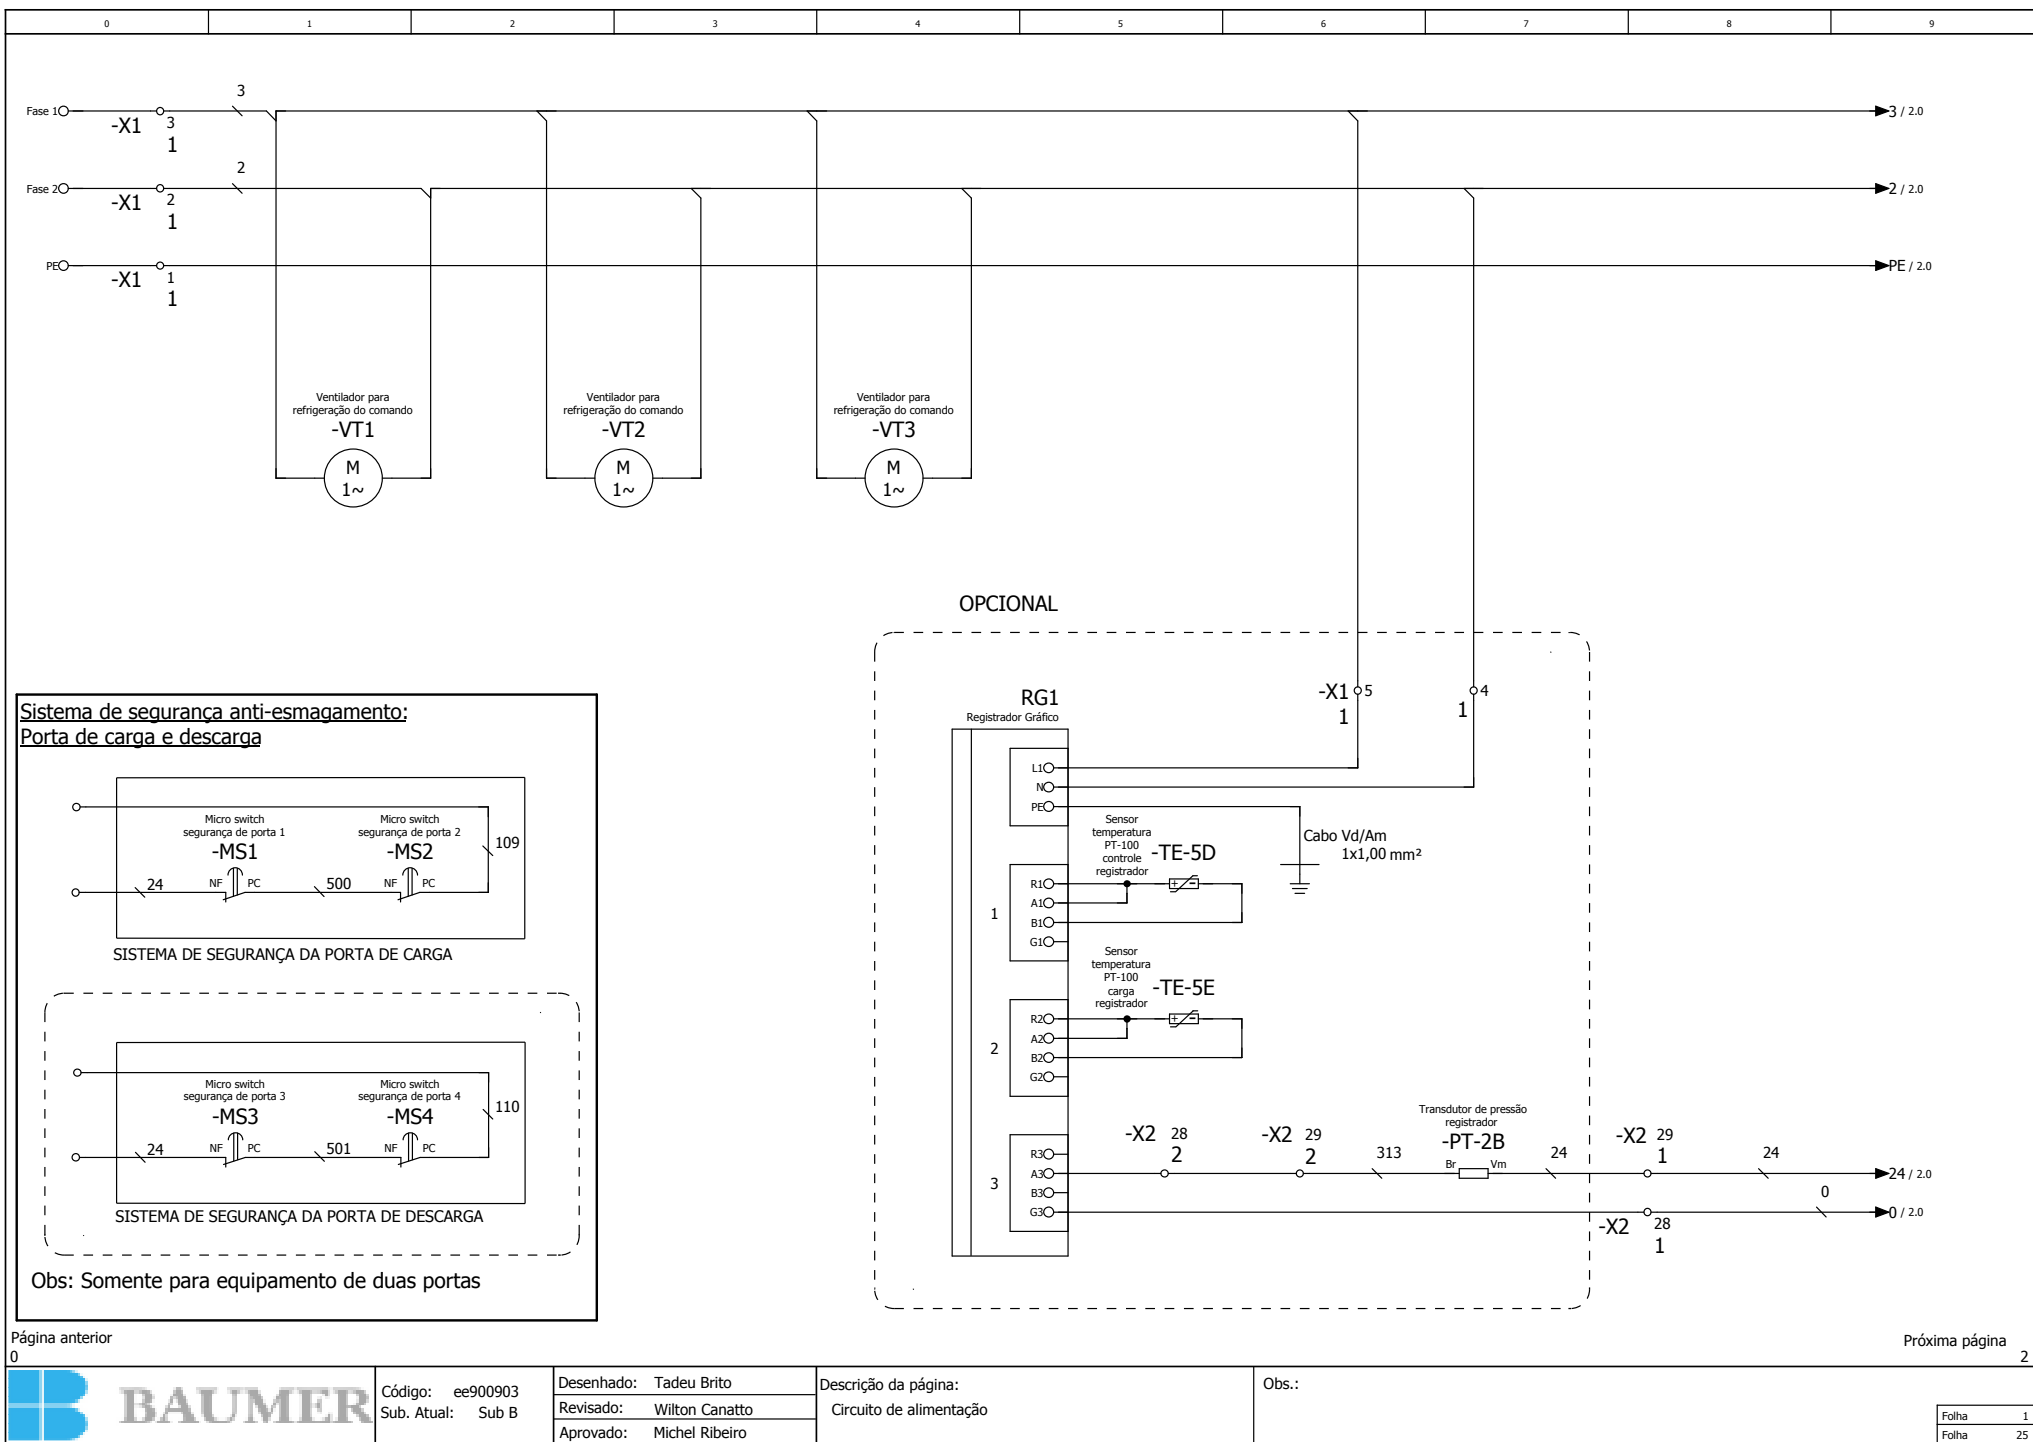 0 1 2 3 4 5 6 7 8 9
Fase 1
3
-X1 3
1
3 / 2.0
Fase 2
2
-X1 2
1
2 / 2.0
PE
-X1 1
1
PE / 2.0
Ventilador para
refrigeração do comando
-VT1
M
1~
Ventilador para
refrigeração do comando
-VT2
M
1~
Ventilador para
refrigeração do comando
-VT3
M
1~
OPCIONAL
Sistema de segurança anti-esmagamento:
Porta de carga e descarga
Micro switch
segurança de porta 1
-MS1
Micro switch
segurança de porta 2
-MS2
109
24 NF PC 500 NF PC
SISTEMA DE SEGURANÇA DA PORTA DE CARGA
Micro switch
segurança de porta 3
-MS3
Micro switch
segurança de porta 4
-MS4
110
24 NF PC 501 NF PC
SISTEMA DE SEGURANÇA DA PORTA DE DESCARGA
Obs: Somente para equipamento de duas portas
RG1
Registrador Gráfico
-X1 5
1
4
1
L1
N
PE
Cabo Vd/Am
1x1,00 mm²
Sensor
temperatura
PT-100
controle
registrador
-TE-5D
1
R1
A1
B1
G1
Sensor
temperatura
PT-100
carga
registrador
-TE-5E
2
R2
A2
B2
G2
3
R3
A3
B3
G3
-X2 28
2
-X2 29
2
313
Transdutor de pressão
registrador
-PT-2B
Br Vm
24
-X2 29
1
24
24 / 2.0
0
0 / 2.0
-X2 28
1
Página anterior
0
Próxima página
2
BAUMER
Código: ee900903
Sub. Atual: Sub B
Desenhado: Tadeu Brito
Revisado: Wilton Canatto
Aprovado: Michel Ribeiro
Descrição da página:
Circuito de alimentação
Obs.:
Folha 1
Folha 25